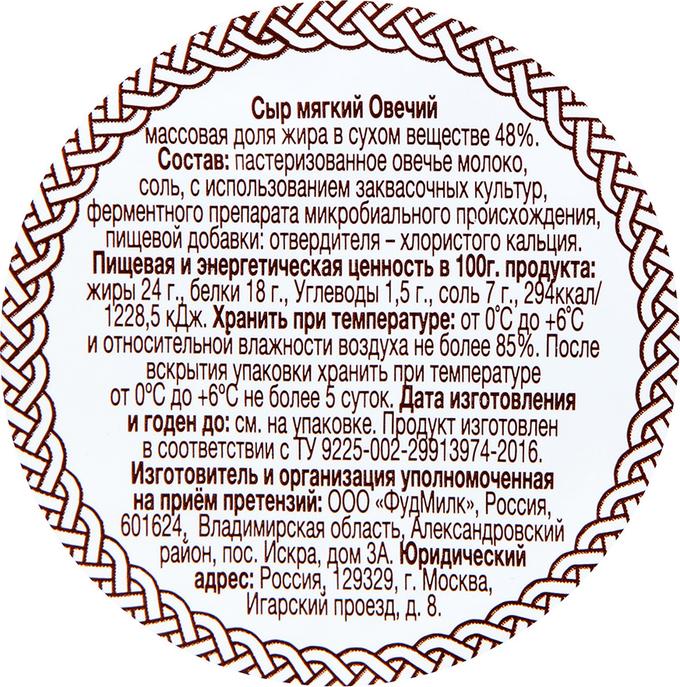 Сыр мягкий Овечий
массовая доля жира в сухом веществе 48%.
Состав: пастеризованное овечье молоко,
соль, с использованием заквасочных культур,
ферментного препарата микробиального происхождения,
пищевой добавки: отвердителя – хлористого кальция.
Пищевая и энергетическая ценность в 100г. продукта:
жиры 24 г., белки 18 г., Углеводы 1,5 г., соль 7 г., 294ккал/
1228,5 кДж. Хранить при температуре: от 0°С до +6°С
и относительной влажности воздуха не более 85%. После
вскрытия упаковки хранить при температуре
от 0°С до +6°С не более 5 суток. Дата изготовления
и годен до: см. на упаковке. Продукт изготовлен
в соответствии с ТУ 9225-002-29913974-2016.
Изготовитель и организация уполномоченная
на приём претензий: ООО «ФудМилк», Россия,
601624, Владимирская область, Александровский
район, пос. Искра, дом 3А. Юридический
адрес: Россия, 129329, г. Москва,
Игарский проезд, д. 8.